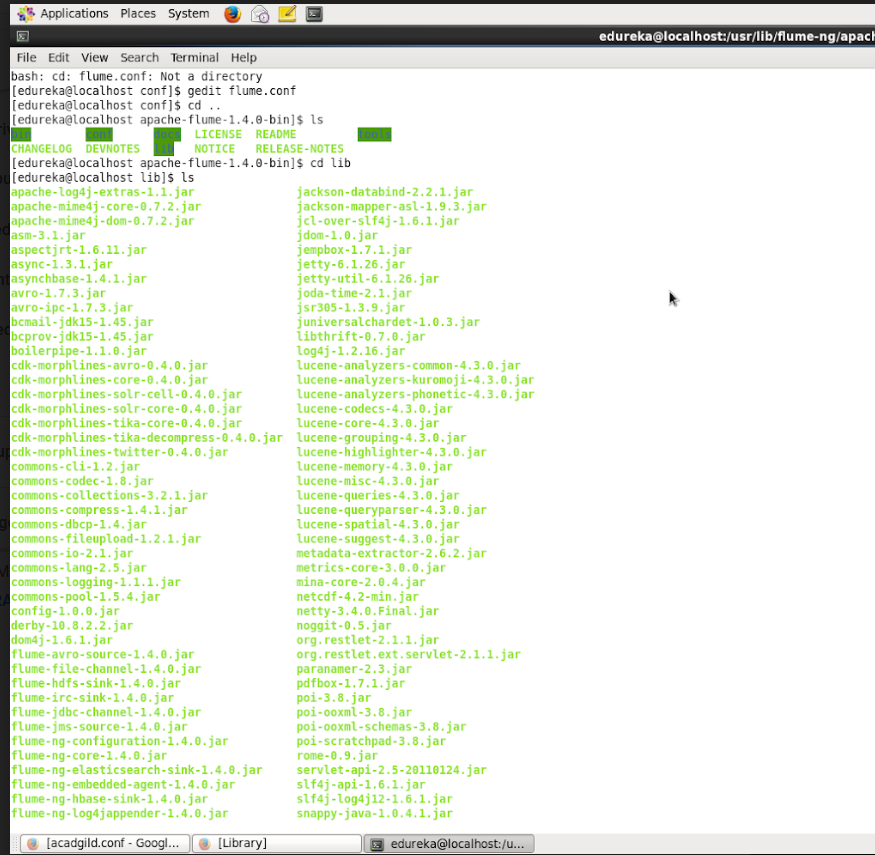 Applications Places System
edureka@localhost:/usr/lib/flume-ng/apach
File Edit View Search Terminal Help
bash: cd: flume.conf: Not a directory
[edureka@localhost conf]$ gedit flume.conf
[edureka@localhost conf]$ cd ..
[edureka@localhost apache-flume-1.4.0-bin]$ ls
bin conf docs LICENSE README tools
CHANGELOG DEVNOTES lib NOTICE RELEASE-NOTES
[edureka@localhost apache-flume-1.4.0-bin]$ cd lib
[edureka@localhost lib]$ ls
apache-log4j-extras-1.1.jar jackson-databind-2.2.1.jar
apache-mime4j-core-0.7.2.jar jackson-mapper-asl-1.9.3.jar
apache-mime4j-dom-0.7.2.jar jcl-over-slf4j-1.6.1.jar
asm-3.1.jar jdom-1.0.jar
aspectjrt-1.6.11.jar jempbox-1.7.1.jar
async-1.3.1.jar jetty-6.1.26.jar
asynchbase-1.4.1.jar jetty-util-6.1.26.jar
avro-1.7.3.jar joda-time-2.1.jar
avro-ipc-1.7.3.jar jsr305-1.3.9.jar
bcmail-jdk15-1.45.jar juniversalchardet-1.0.3.jar
bcprov-jdk15-1.45.jar libthrift-0.7.0.jar
boilerpipe-1.1.0.jar log4j-1.2.16.jar
cdk-morphlines-avro-0.4.0.jar lucene-analyzers-common-4.3.0.jar
cdk-morphlines-core-0.4.0.jar lucene-analyzers-kuromoji-4.3.0.jar
cdk-morphlines-solr-cell-0.4.0.jar lucene-analyzers-phonetic-4.3.0.jar
cdk-morphlines-solr-core-0.4.0.jar lucene-codecs-4.3.0.jar
cdk-morphlines-tika-core-0.4.0.jar lucene-core-4.3.0.jar
cdk-morphlines-tika-decompress-0.4.0.jar lucene-grouping-4.3.0.jar
cdk-morphlines-twitter-0.4.0.jar lucene-highlighter-4.3.0.jar
commons-cli-1.2.jar lucene-memory-4.3.0.jar
commons-codec-1.8.jar lucene-misc-4.3.0.jar
commons-collections-3.2.1.jar lucene-queries-4.3.0.jar
commons-compress-1.4.1.jar lucene-queryparser-4.3.0.jar
commons-dbcp-1.4.jar lucene-spatial-4.3.0.jar
commons-fileupload-1.2.1.jar lucene-suggest-4.3.0.jar
commons-io-2.1.jar metadata-extractor-2.6.2.jar
commons-lang-2.5.jar metrics-core-3.0.0.jar
commons-logging-1.1.1.jar mina-core-2.0.4.jar
commons-pool-1.5.4.jar netcdf-4.2-min.jar
config-1.0.0.jar netty-3.4.0.Final.jar
derby-10.8.2.2.jar noggit-0.5.jar
dom4j-1.6.1.jar org.restlet-2.1.1.jar
flume-avro-source-1.4.0.jar org.restlet.ext.servlet-2.1.1.jar
flume-file-channel-1.4.0.jar paranamer-2.3.jar
flume-hdfs-sink-1.4.0.jar pdfbox-1.7.1.jar
flume-irc-sink-1.4.0.jar poi-3.8.jar
flume-jdbc-channel-1.4.0.jar poi-ooxml-3.8.jar
flume-jms-source-1.4.0.jar poi-ooxml-schemas-3.8.jar
flume-ng-configuration-1.4.0.jar poi-scratchpad-3.8.jar
flume-ng-core-1.4.0.jar rome-0.9.jar
flume-ng-elasticsearch-sink-1.4.0.jar servlet-api-2.5-20110124.jar
flume-ng-embedded-agent-1.4.0.jar slf4j-api-1.6.1.jar
flume-ng-hbase-sink-1.4.0.jar slf4j-log4j12-1.6.1.jar
flume-ng-log4jappender-1.4.0.jar snappy-java-1.0.4.1.jar
[acadgild.conf - Googl... [Library] edureka@localhost:/u...